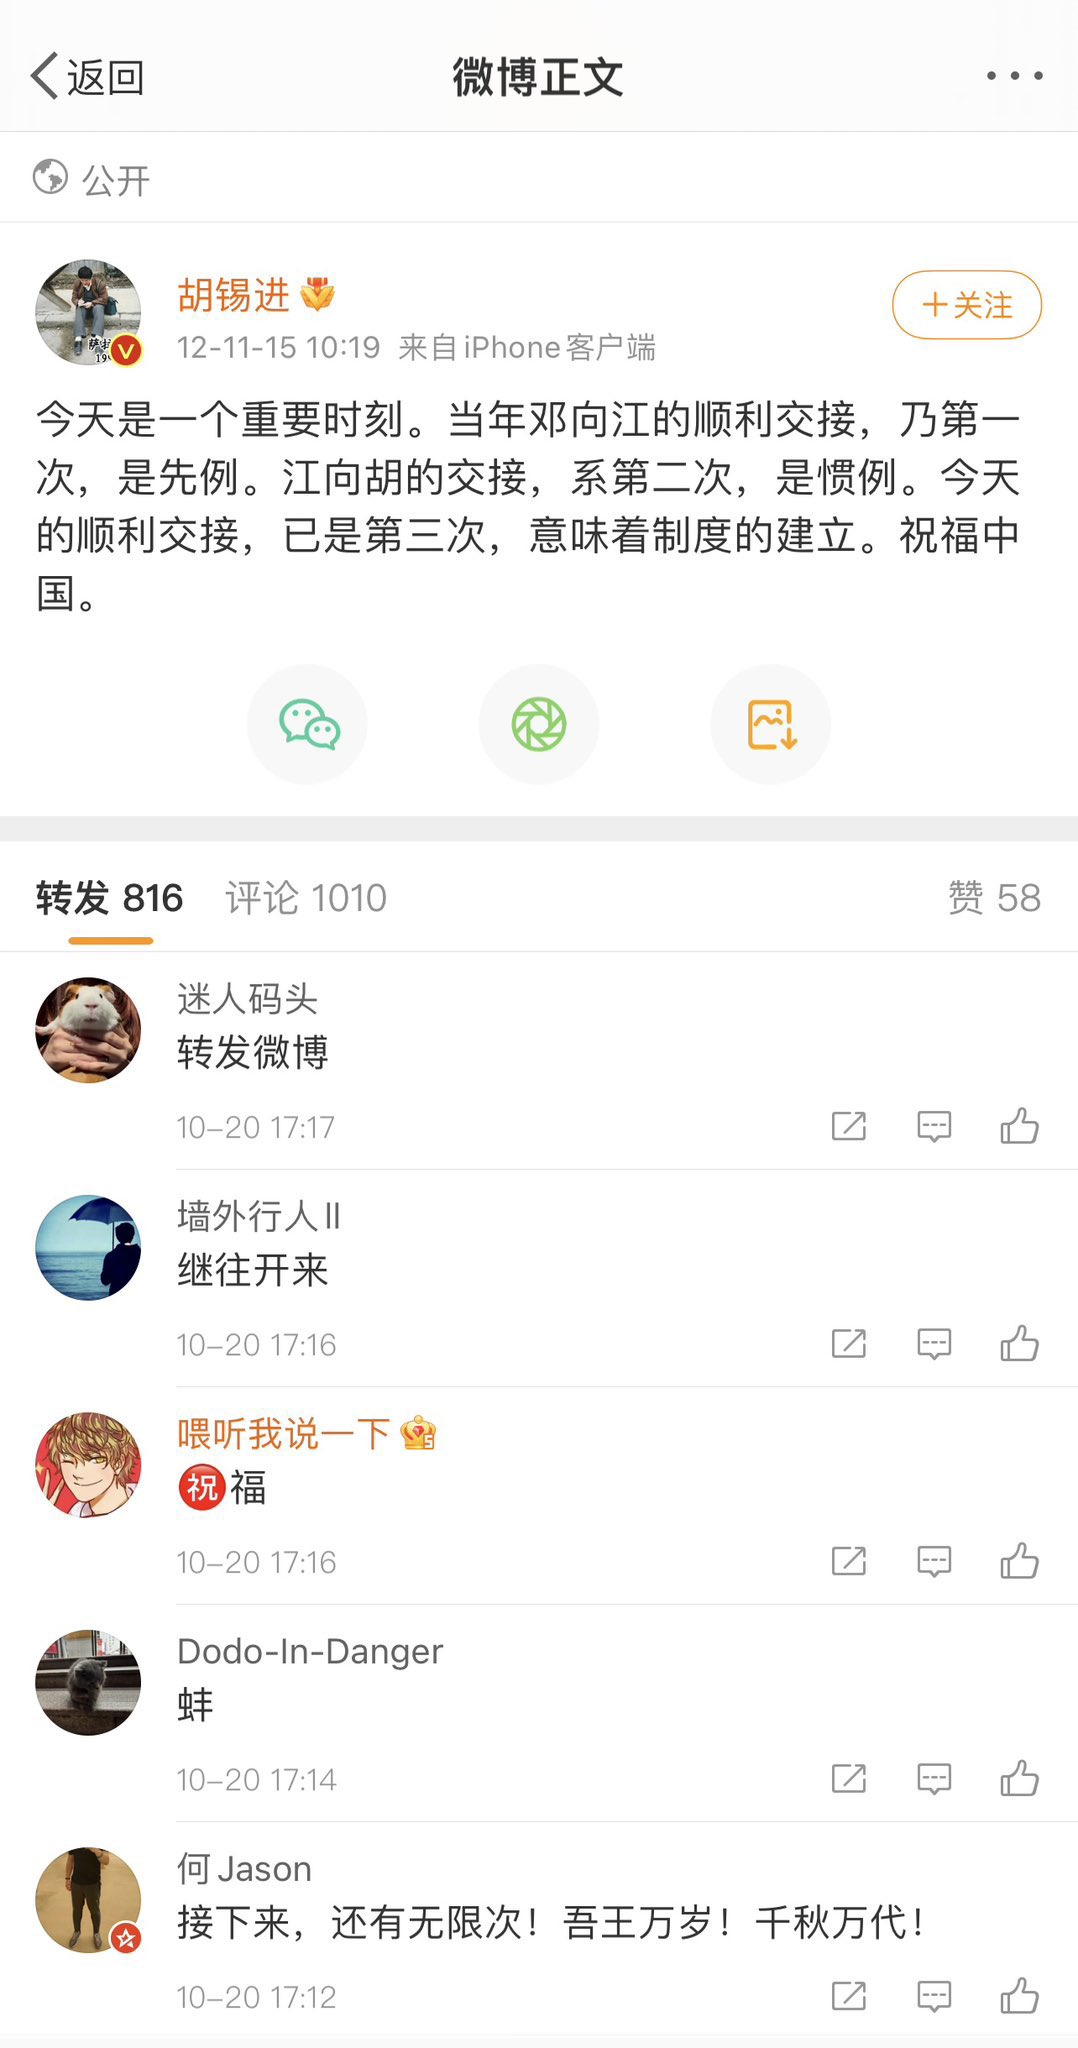 返回
微博正文
公开
胡锡进
12-11-15 10:19 来自iPhone客户端
+关注
今天是一个重要时刻。当年邓向江的顺利交接，乃第一
次，是先例。江向胡的交接，系第二次，是惯例。今天
的顺利交接，已是第三次，意味着制度的建立。祝福中
国。
转发 816 评论 1010 赞 58
迷人码头
转发微博
10-20 17:17
墙外行人II
继往开来
10-20 17:16
喂听我说一下
㊗福
10-20 17:16
Dodo-In-Danger
蚌
10-20 17:14
何Jason
接下来，还有无限次！吾王万岁！千秋万代！
10-20 17:12